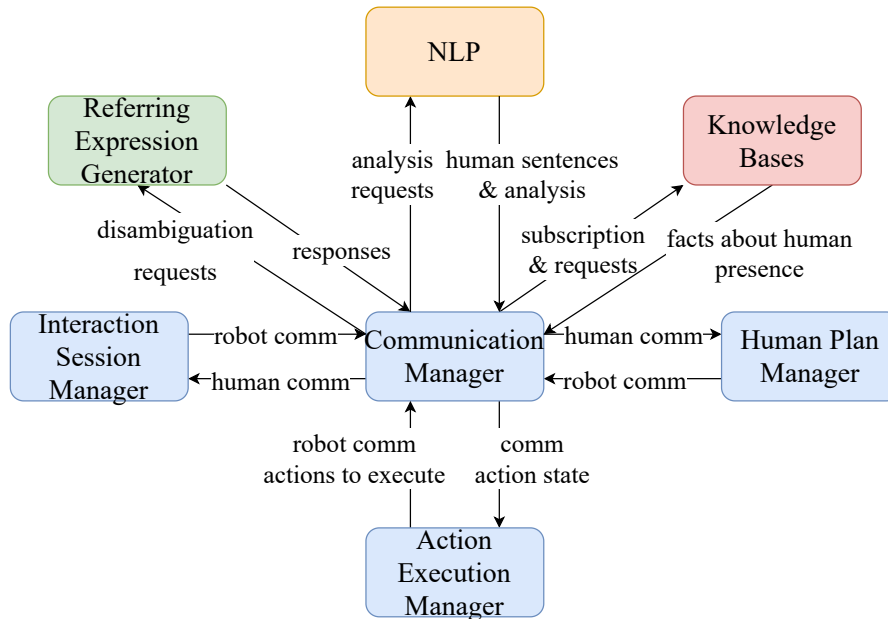 NLP
Referring
Expression
Generator
Knowledge
Bases
analysis
requests
human sentences
& analysis
disambiguation
requests
responses
subscription
& requests
facts about human
presence
Interaction
Session
Manager
robot comm
human comm
Communication
Manager
human comm
robot comm
Human Plan
Manager
robot comm
actions to execute
comm
action state
Action
Execution
Manager